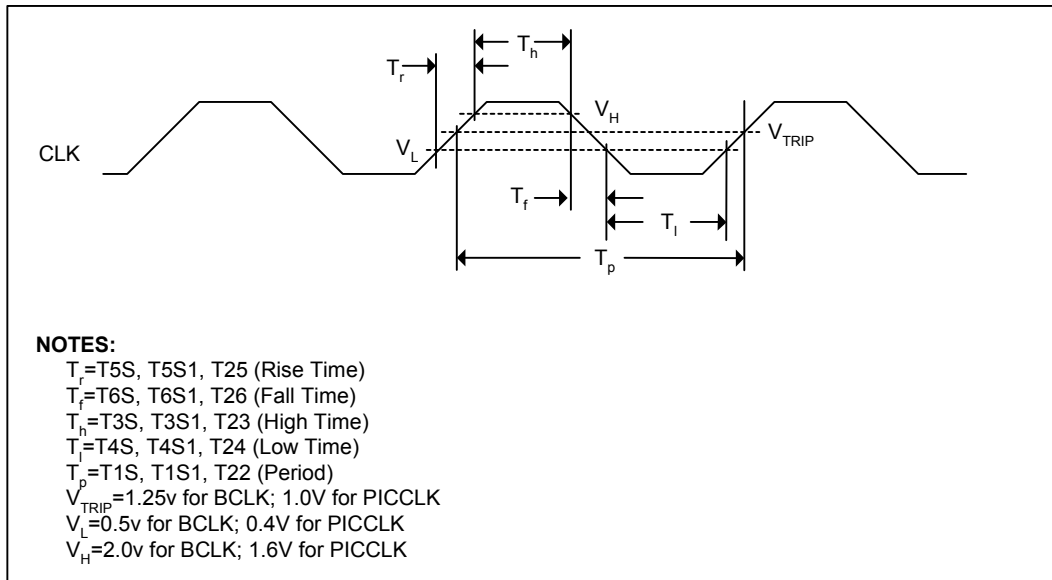 T_h
T_r
V_H
V_TRIP
V_L
CLK
T_f
T_l
T_p
NOTES:
T_r=T5S, T5S1, T25 (Rise Time)
T_f=T6S, T6S1, T26 (Fall Time)
T_h=T3S, T3S1, T23 (High Time)
T_l=T4S, T4S1, T24 (Low Time)
T_p=T1S, T1S1, T22 (Period)
V_TRIP=1.25v for BCLK; 1.0V for PICCLK
V_L=0.5v for BCLK; 0.4V for PICCLK
V_H=2.0v for BCLK; 1.6V for PICCLK